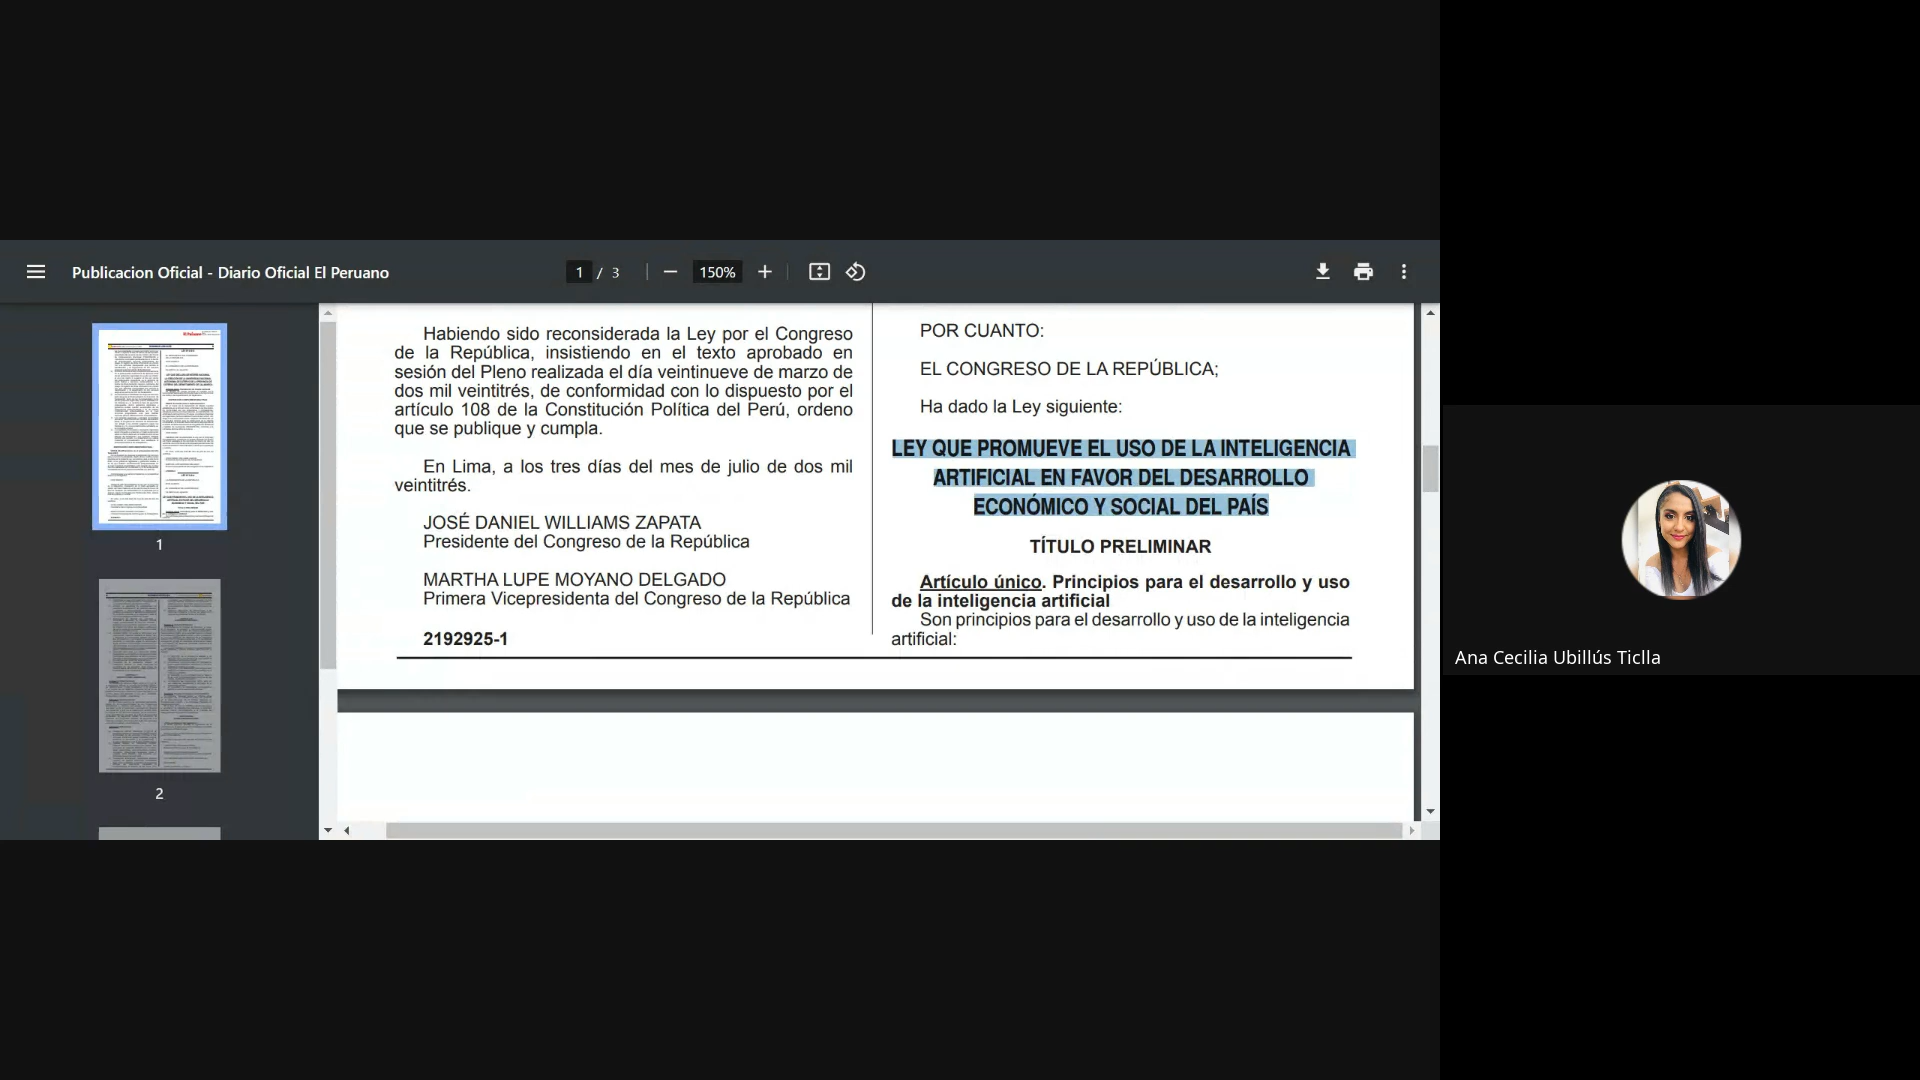 Publicacion Oficial - Diario Oficial El Peruano
1 / 3
150%
1
2
Habiendo sido reconsiderada la Ley por el Congreso
de la República, insistiendo en el texto aprobado en
sesión del Pleno realizada el día veintinueve de marzo de
dos mil veintitrés, de conformidad con lo dispuesto por el
artículo 108 de la Constitución Política del Perú, ordeno
que se publique y cumpla.
En Lima, a los tres días del mes de julio de dos mil
veintitrés.
JOSÉ DANIEL WILLIAMS ZAPATA
Presidente del Congreso de la República
MARTHA LUPE MOYANO DELGADO
Primera Vicepresidenta del Congreso de la República
2192925-1
POR CUANTO:
EL CONGRESO DE LA REPÚBLICA;
Ha dado la Ley siguiente:
LEY QUE PROMUEVE EL USO DE LA INTELIGENCIA
ARTIFICIAL EN FAVOR DEL DESARROLLO
ECONÓMICO Y SOCIAL DEL PAÍS
TÍTULO PRELIMINAR
Artículo único. Principios para el desarrollo y uso
de la inteligencia artificial
Son principios para el desarrollo y uso de la inteligencia
artificial:
Ana Cecilia Ubillús Ticlla